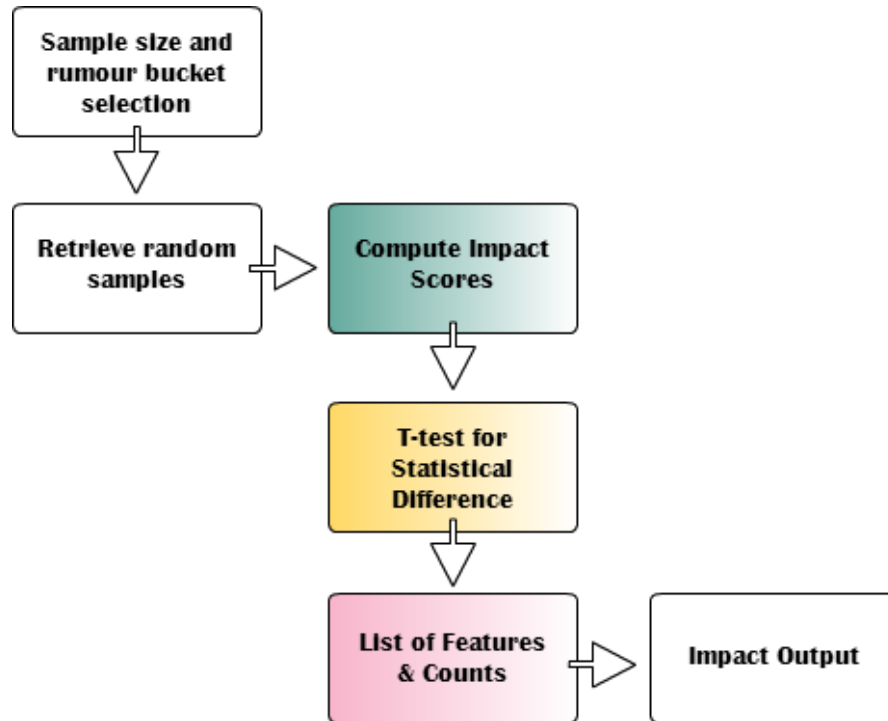 Sample size and
rumour bucket
selection
Retrieve random
samples
Compute Impact
Scores
T-test for
Statistical
Difference
List of Features
& Counts
Impact Output